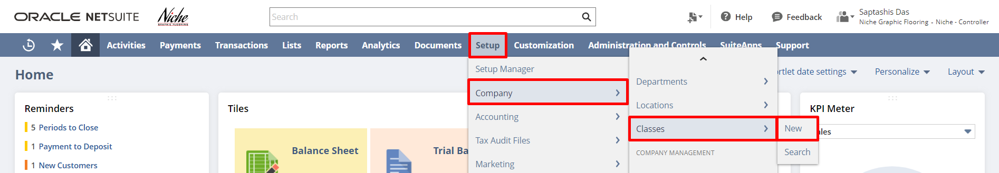 ORACLE NETSUITE
Niche
GRAPHIC FLOORING
Search
Help
Feedback
Saptashis Das
Niche Graphic Flooring - Niche - Controller
Activities Payments Transactions Lists Reports Analytics Documents Setup Customization Administration and Controls SuiteApps Support
Home
rtlet date settings
Personalize
Layout
Setup Manager
Company
Accounting
Tax Audit Files
Marketing
Departments
Locations
Classes
COMPANY MANAGEMENT
New
Search
Reminders
5 Periods to Close
1 Payment to Deposit
1 New Customers
Tiles
Balance Sheet
Trial Ba
KPI Meter
ales